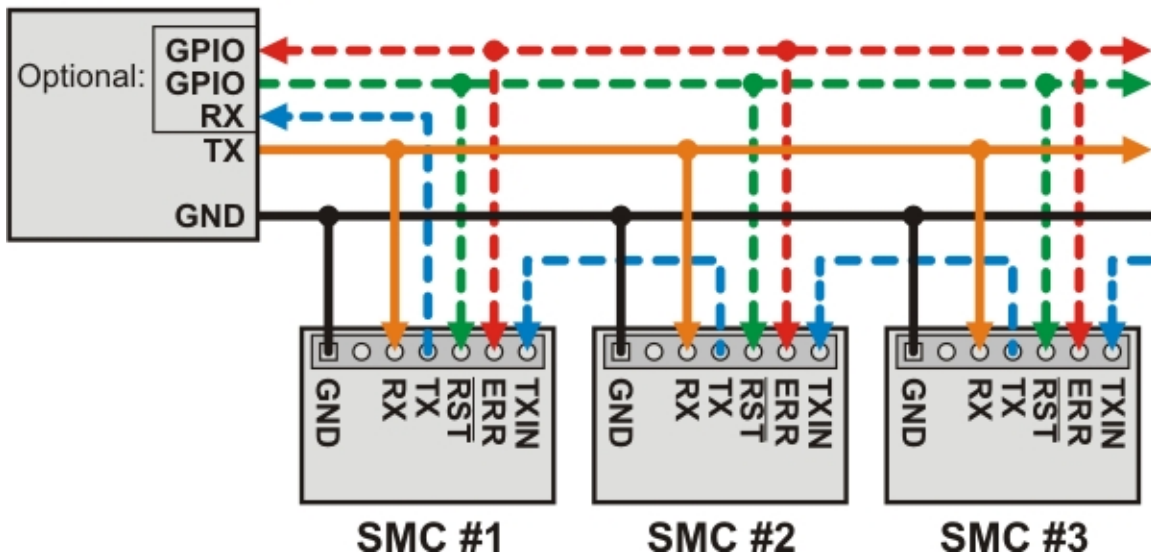 Optional:
GPIO
GPIO
RX
TX
GND
GND
RX
TX
RST
ERR
TXIN
GND
RX
TX
RST
ERR
TXIN
GND
RX
TX
RST
ERR
TXIN
SMC #1
SMC #2
SMC #3